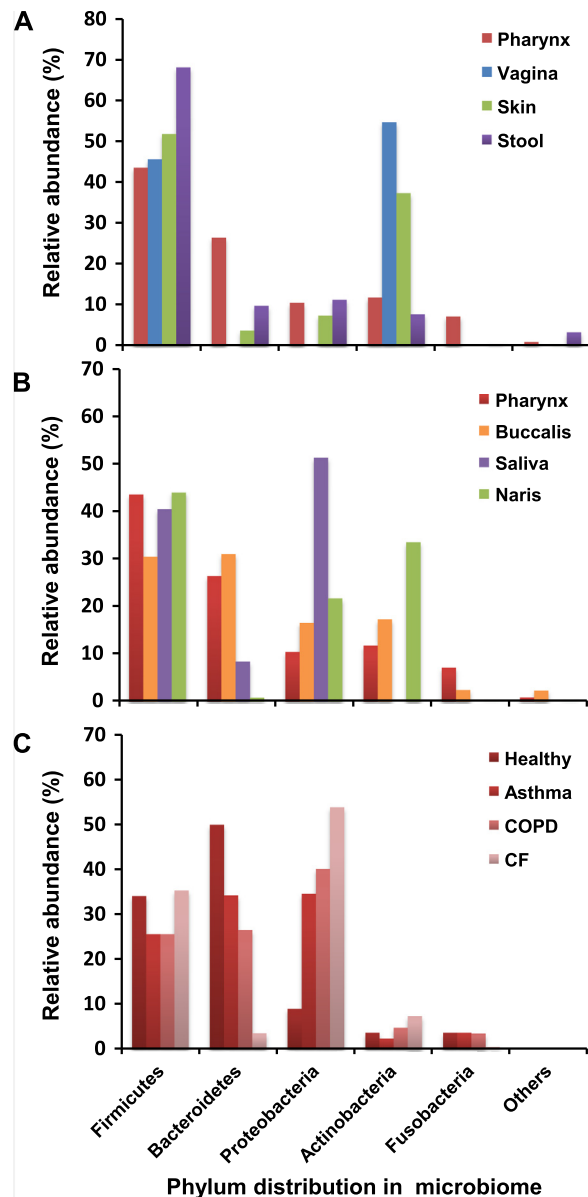 A
Relative abundance (%)
80
70
60
50
40
30
20
10
0
Pharynx
Vagina
Skin
Stool
B
Relative abundance (%)
70
60
50
40
30
20
10
0
Pharynx
Buccalis
Saliva
Naris
C
Relative abundance (%)
70
60
50
40
30
20
10
0
Healthy
Asthma
COPD
CF
Firmicutes
Bacteroidetes
Proteobacteria
Actinobacteria
Fusobacteria
Others
Phylum distribution in microbiome